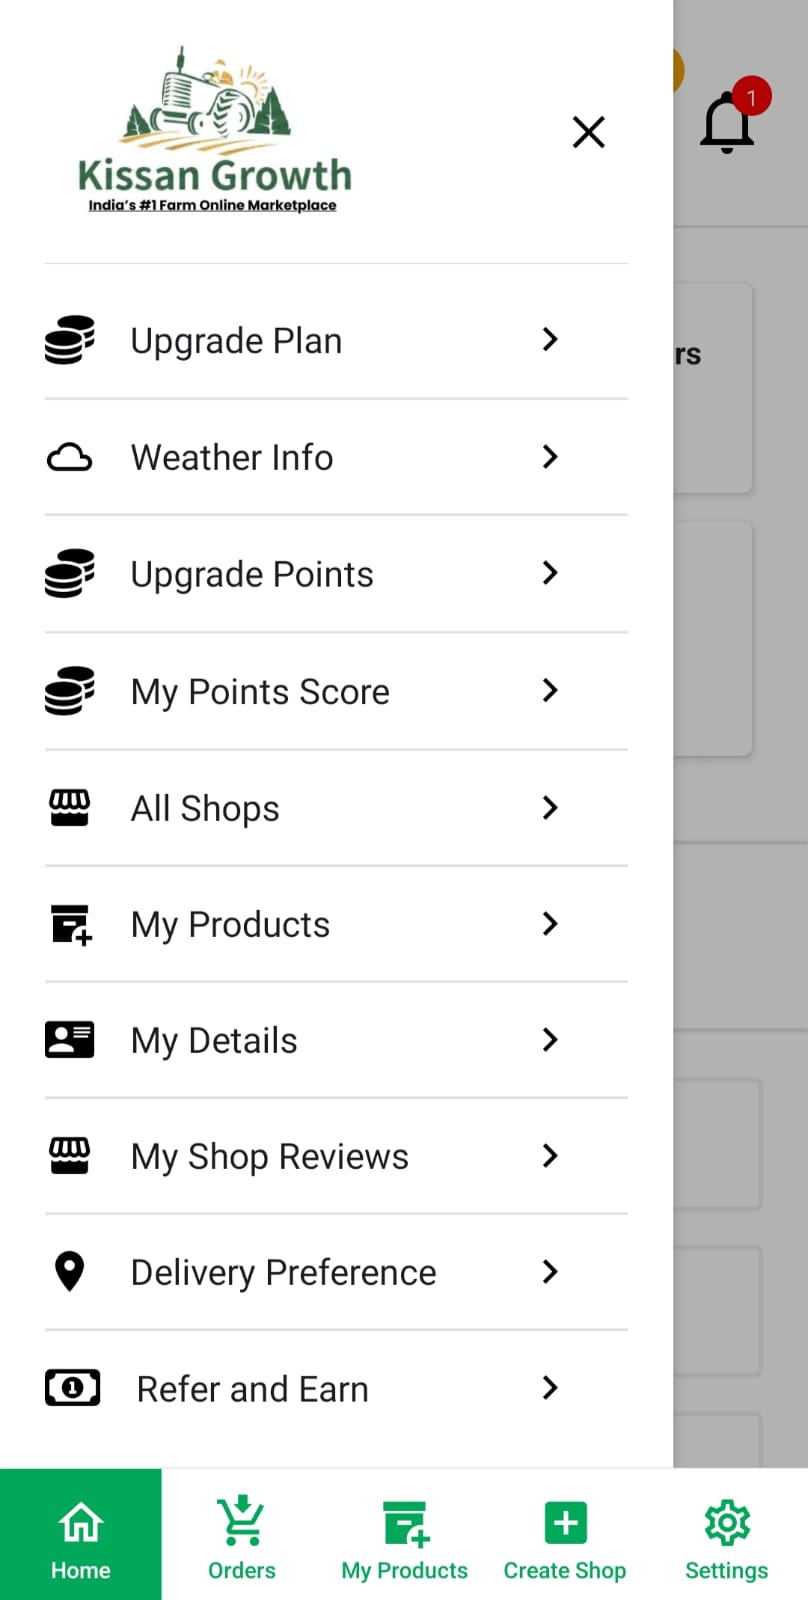 Kissan Growth
India's #1 Farm Online Marketplace
1
rs
Upgrade Plan
Weather Info
Upgrade Points
My Points Score
All Shops
My Products
My Details
My Shop Reviews
Delivery Preference
1
Refer and Earn
Home
Orders
My Products
Create Shop
Settings